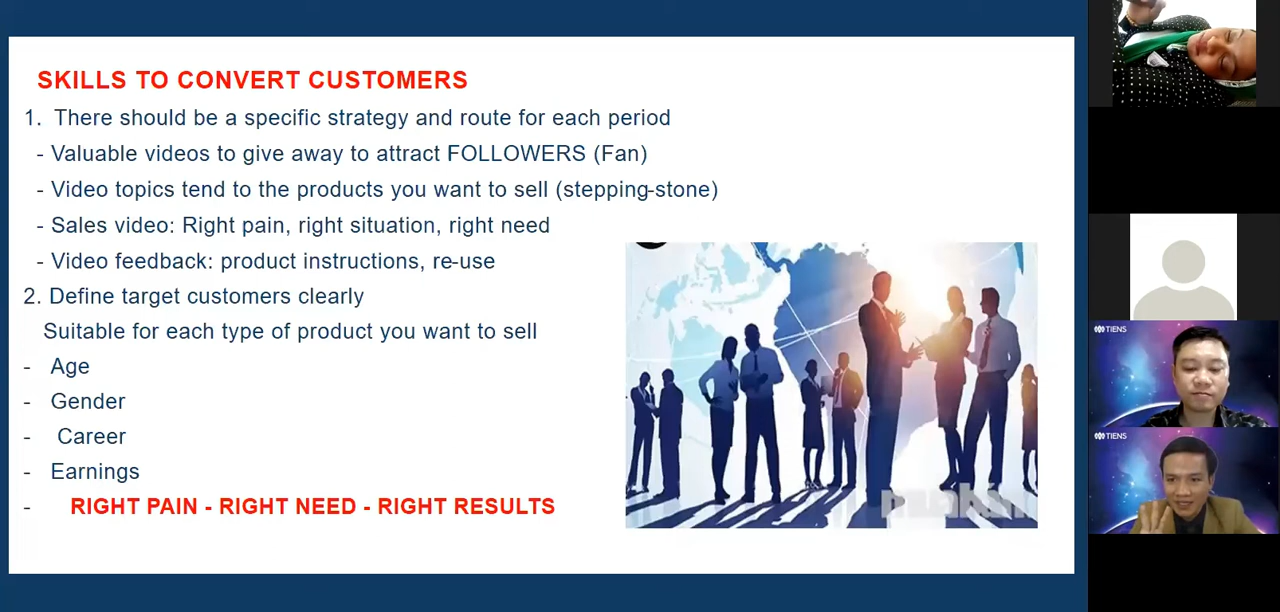 SKILLS TO CONVERT CUSTOMERS
1. There should be a specific strategy and route for each period
- Valuable videos to give away to attract FOLLOWERS (Fan)
- Video topics tend to the products you want to sell (stepping-stone)
- Sales video: Right pain, right situation, right need
- Video feedback: product instructions, re-use
2. Define target customers clearly
Suitable for each type of product you want to sell
- Age
- Gender
- Career
- Earnings
- RIGHT PAIN - RIGHT NEED - RIGHT RESULTS
TIENS
TIENS